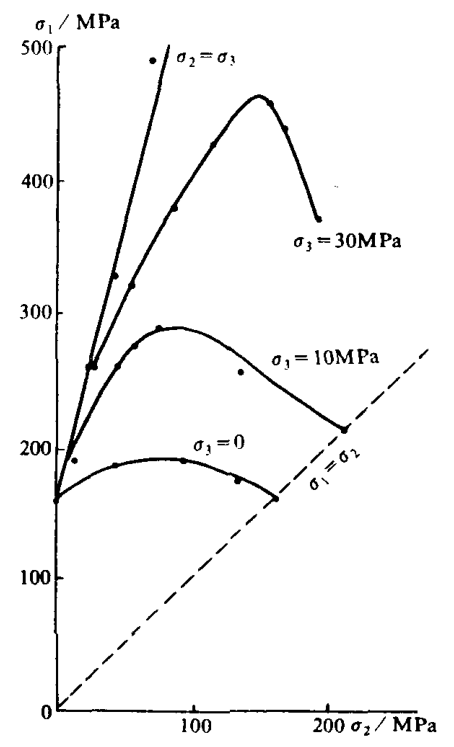 σ₁ / MPa
500
σ₂ = σ₃
400
σ₃ = 30MPa
300
σ₃ = 10MPa
200
σ₃ = 0
σ₁ = σ₂
100
0
100
200 σ₂ / MPa